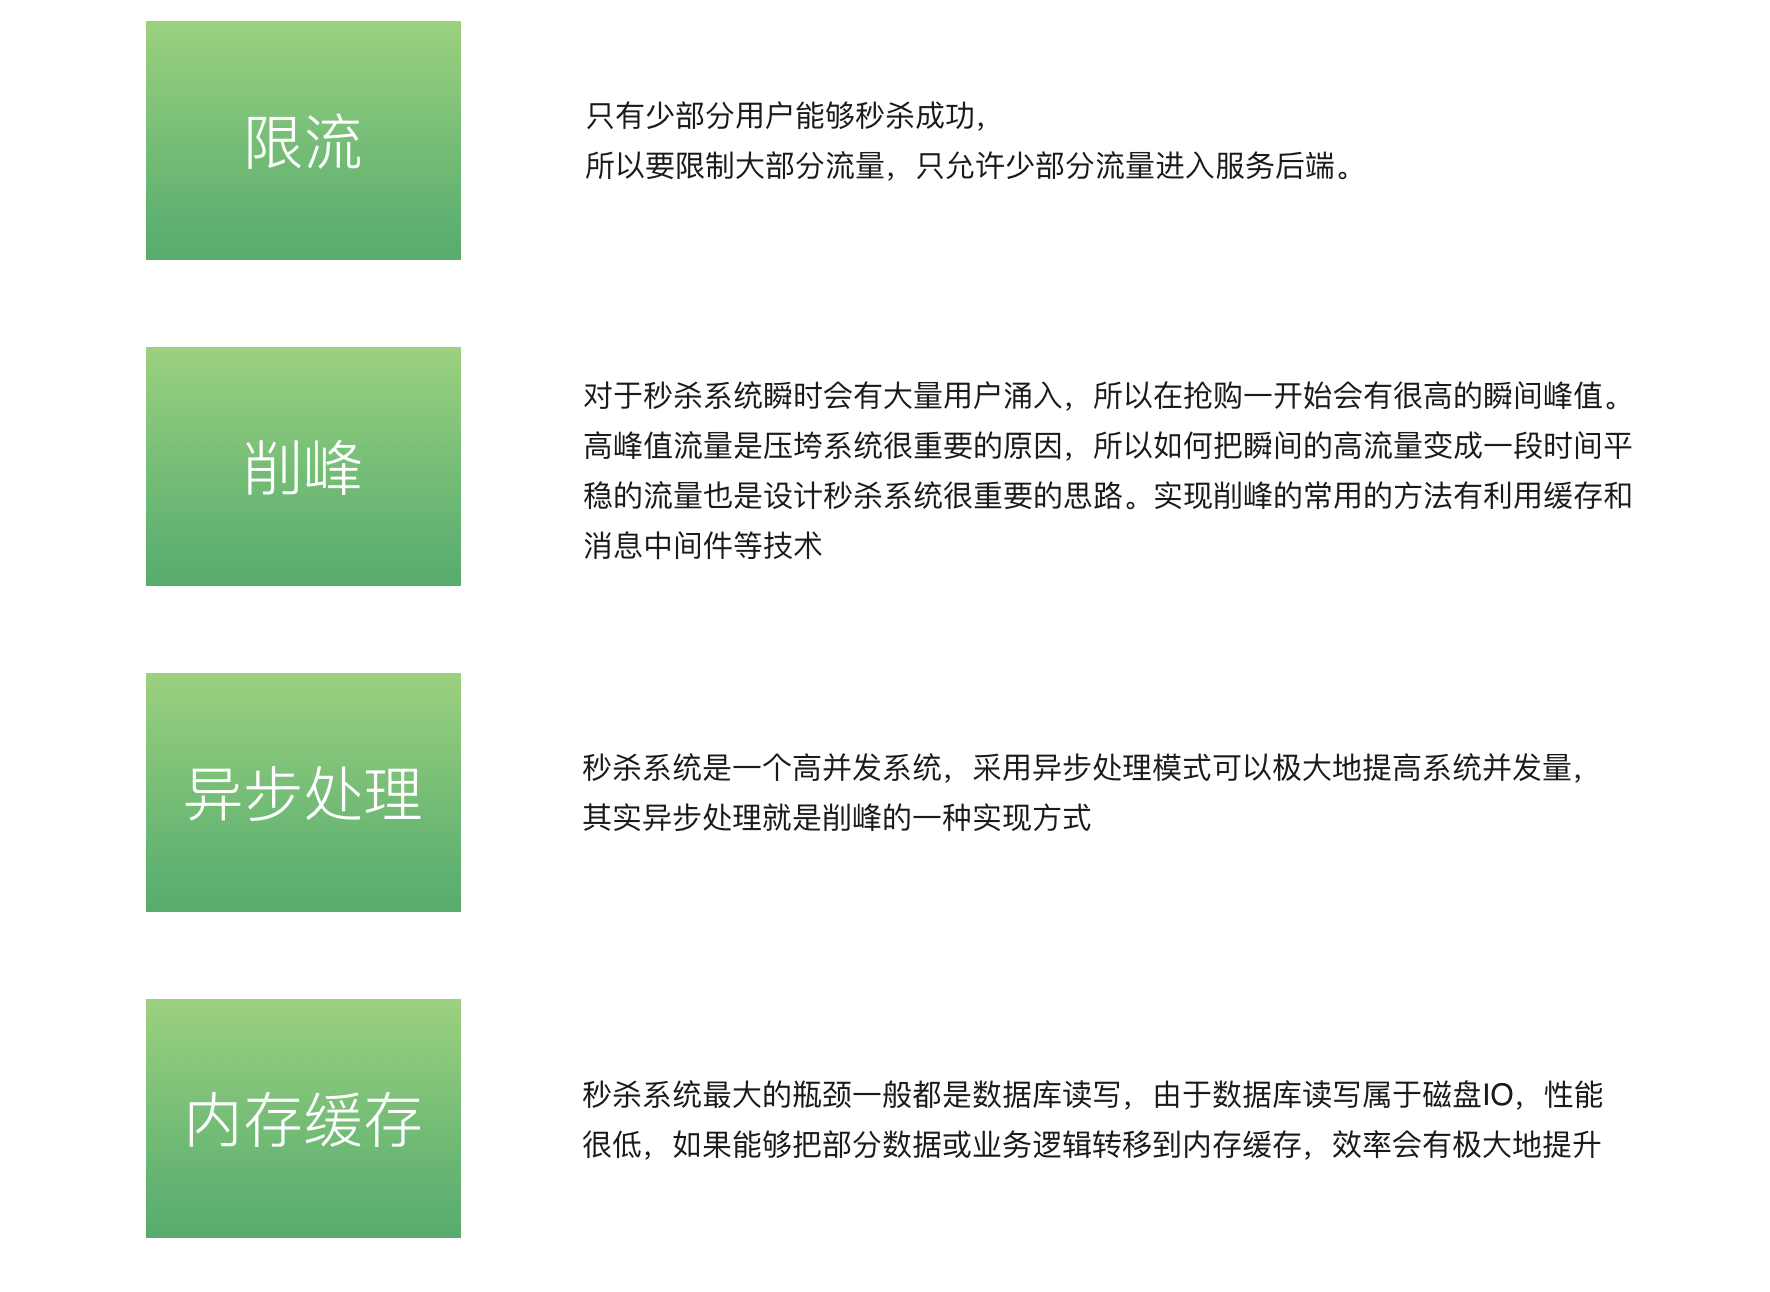 限流
只有少部分用户能够秒杀成功，
所以要限制大部分流量，只允许少部分流量进入服务后端。
削峰
对于秒杀系统瞬时会有大量用户涌入，所以在抢购一开始会有很高的瞬间峰值。
高峰值流量是压垮系统很重要的原因，所以如何把瞬间的高流量变成一段时间平
稳的流量也是设计秒杀系统很重要的思路。实现削峰的常用的方法有利用缓存和
消息中间件等技术
异步处理
秒杀系统是一个高并发系统，采用异步处理模式可以极大地提高系统并发量，
其实异步处理就是削峰的一种实现方式
内存缓存
秒杀系统最大的瓶颈一般都是数据库读写，由于数据库读写属于磁盘IO，性能
很低，如果能够把部分数据或业务逻辑转移到内存缓存，效率会有极大地提升